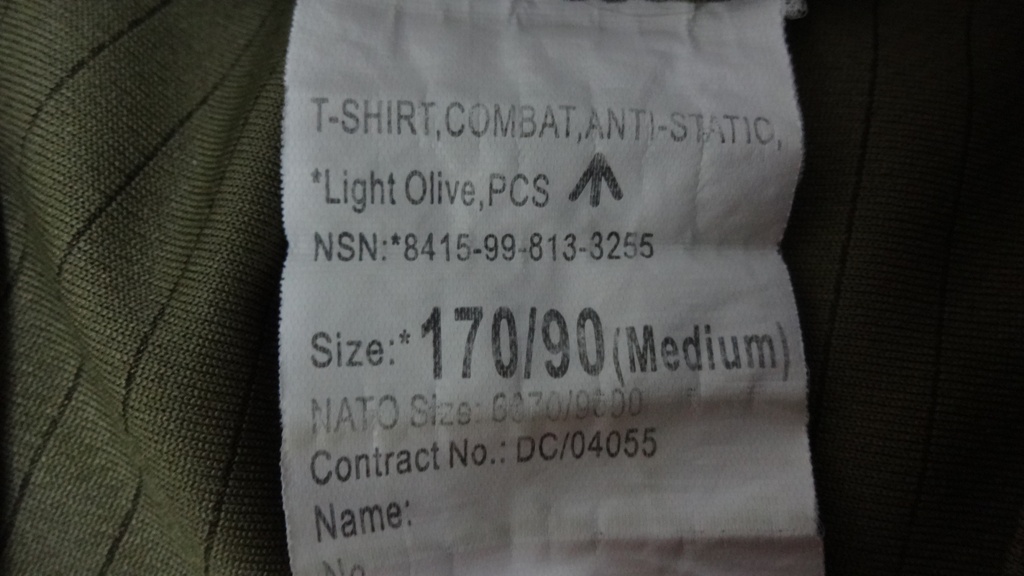 T-SHIRT,COMBAT,ANTI-STATIC,
*Light Olive,PCS
NSN:*8415-99-813-3255
Size:*170/90(Medium)
NATO Size:
Contract No.: DC/04055
Name:
No